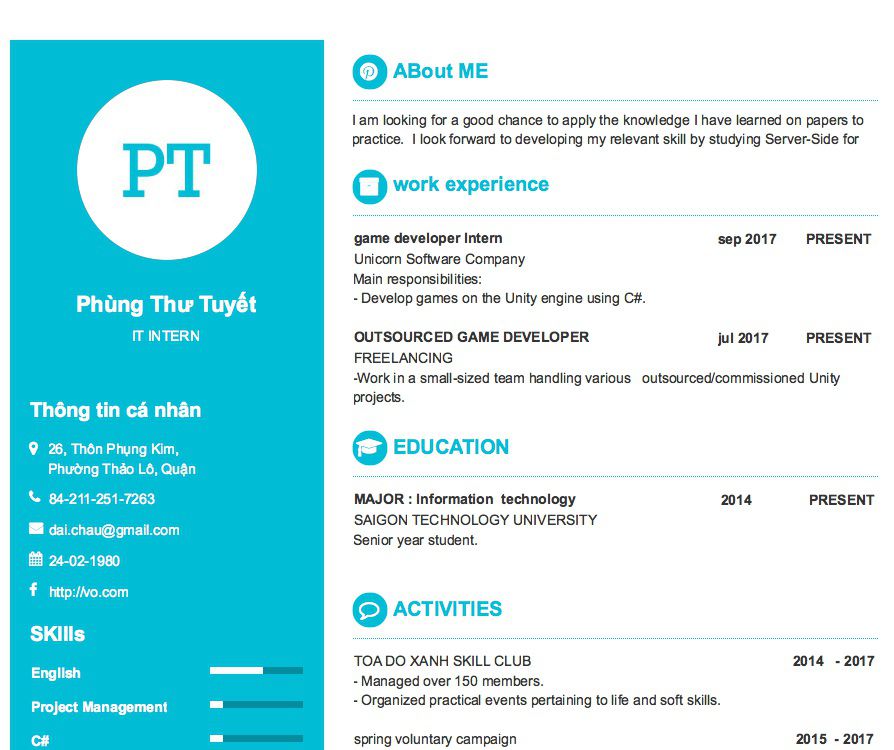 PT
Phùng Thư Tuyết
IT INTERN
Thông tin cá nhân
26, Thôn Phụng Kim,
Phường Thảo Lô, Quận
84-211-251-7263
dai.chau@gmail.com
24-02-1980
http://vo.com
SKIlls
English
Project Management
C#
ABout ME
I am looking for a good chance to apply the knowledge I have learned on papers to
practice. I look forward to developing my relevant skill by studying Server-Side for
work experience
game developer Intern sep 2017 PRESENT
Unicorn Software Company
Main responsibilities:
- Develop games on the Unity engine using C#.
OUTSOURCED GAME DEVELOPER jul 2017 PRESENT
FREELANCING
-Work in a small-sized team handling various outsourced/commissioned Unity
projects.
EDUCATION
MAJOR : Information technology 2014 PRESENT
SAIGON TECHNOLOGY UNIVERSITY
Senior year student.
ACTIVITIES
TOA DO XANH SKILL CLUB 2014 - 2017
- Managed over 150 members.
- Organized practical events pertaining to life and soft skills.
spring voluntary campaign 2015 - 2017